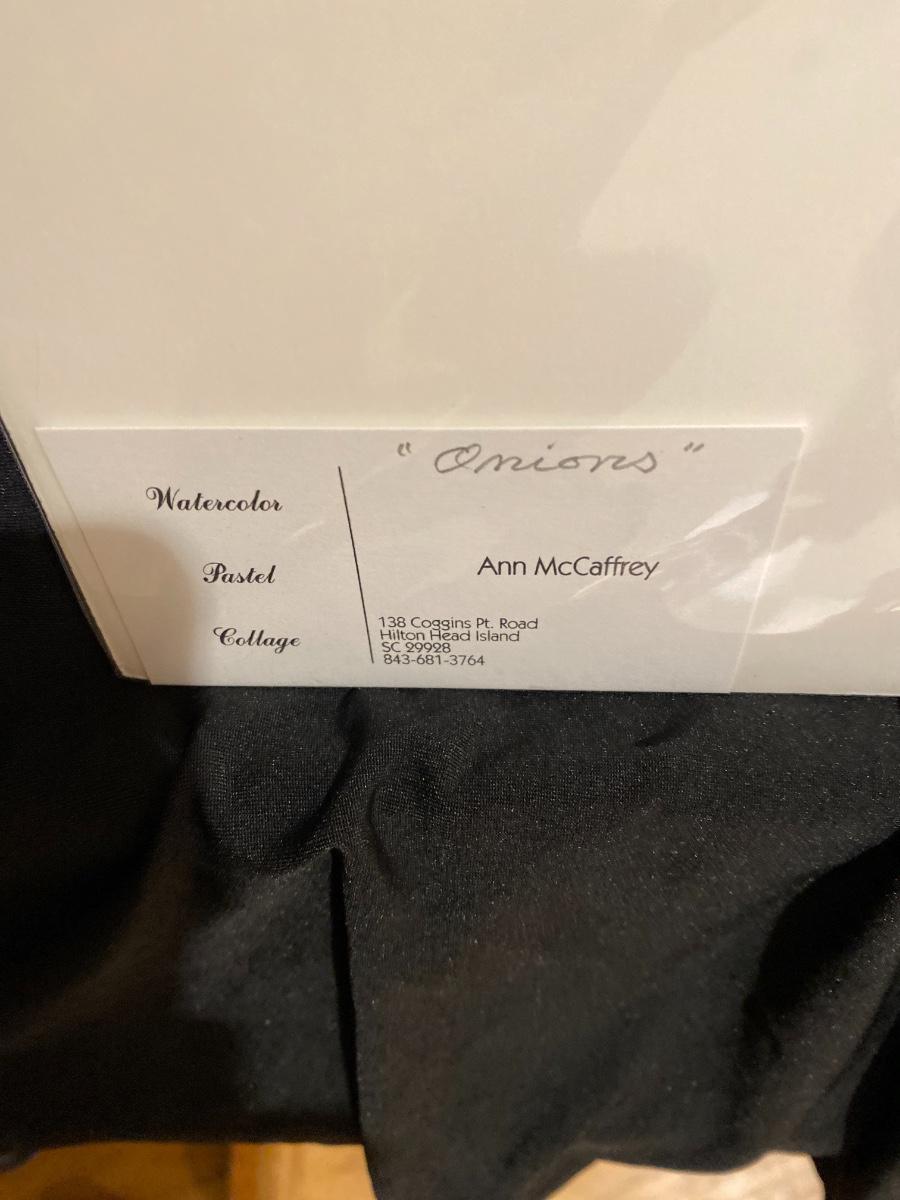 "Onions"
Watercolor
Pastel
Collage
Ann McCaffrey
138 Coggins Pt. Road
Hilton Head Island
SC 29928
843-681-3764